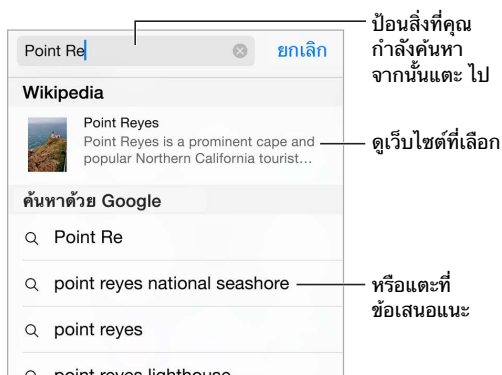 Point Re
ยกเลิก
ป้อนสิ่งที่คุณ
กำลังค้นหา
จากนั้นแตะ ไป
Wikipedia
Point Reyes
Point Reyes is a prominent cape and
popular Northern California tourist…
ดูเว็บไซต์ที่เลือก
ค้นหาด้วย Google
Point Re
point reyes national seashore
หรือแตะที่
ข้อเสนอแนะ
point reyes
point reyes lighthouse